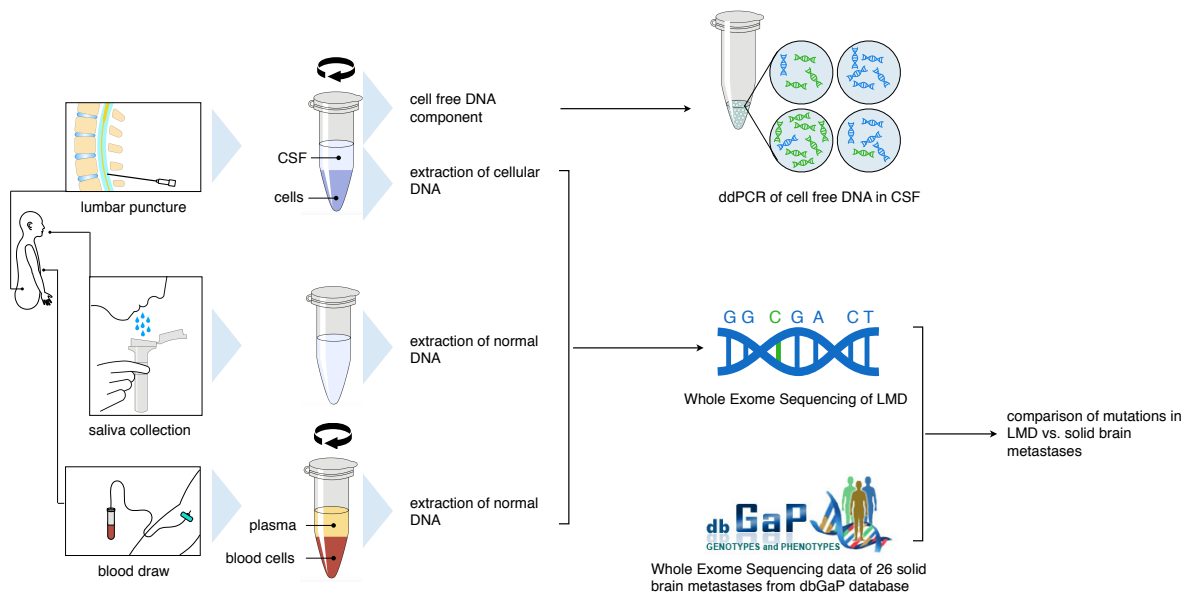 lumbar puncture
CSF
cells
cell free DNA
component
extraction of cellular
DNA
ddPCR of cell free DNA in CSF
saliva collection
extraction of normal
DNA
G G C G A C T
Whole Exome Sequencing of LMD
comparison of mutations in
LMD vs. solid brain
metastases
blood draw
plasma
blood cells
extraction of normal
DNA
db GaP
GENOTYPES and PHENOTYPES
Whole Exome Sequencing data of 26 solid
brain metastases from dbGaP database